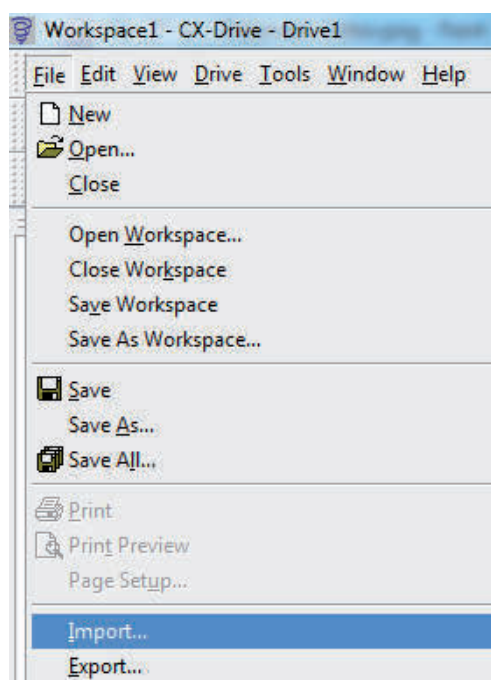 Workspace1 - CX-Drive - Drive1
File Edit View Drive Tools Window Help
New
Open...
Close
Open Workspace...
Close Workspace
Save Workspace
Save As Workspace...
Save
Save As...
Save All...
Print
Print Preview
Page Setup...
Import...
Export...